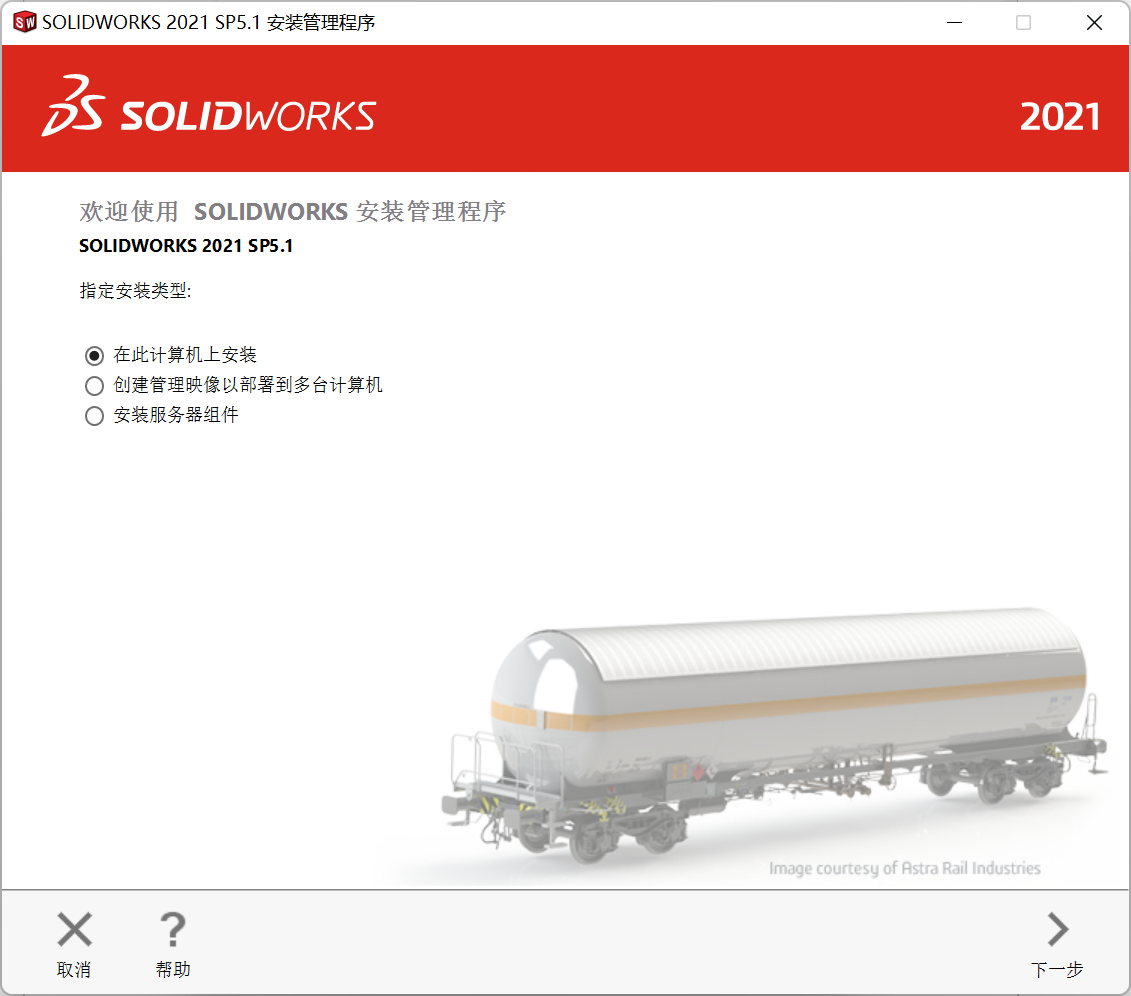 SOLIDWORKS 2021 SP5.1 安装管理程序
SOLIDWORKS
2021
欢迎使用 SOLIDWORKS 安装管理程序
SOLIDWORKS 2021 SP5.1
指定安装类型:
在此计算机上安装
创建管理映像以部署到多台计算机
安装服务器组件
Image courtesy of Astra Rail Industries
取消
帮助
下一步